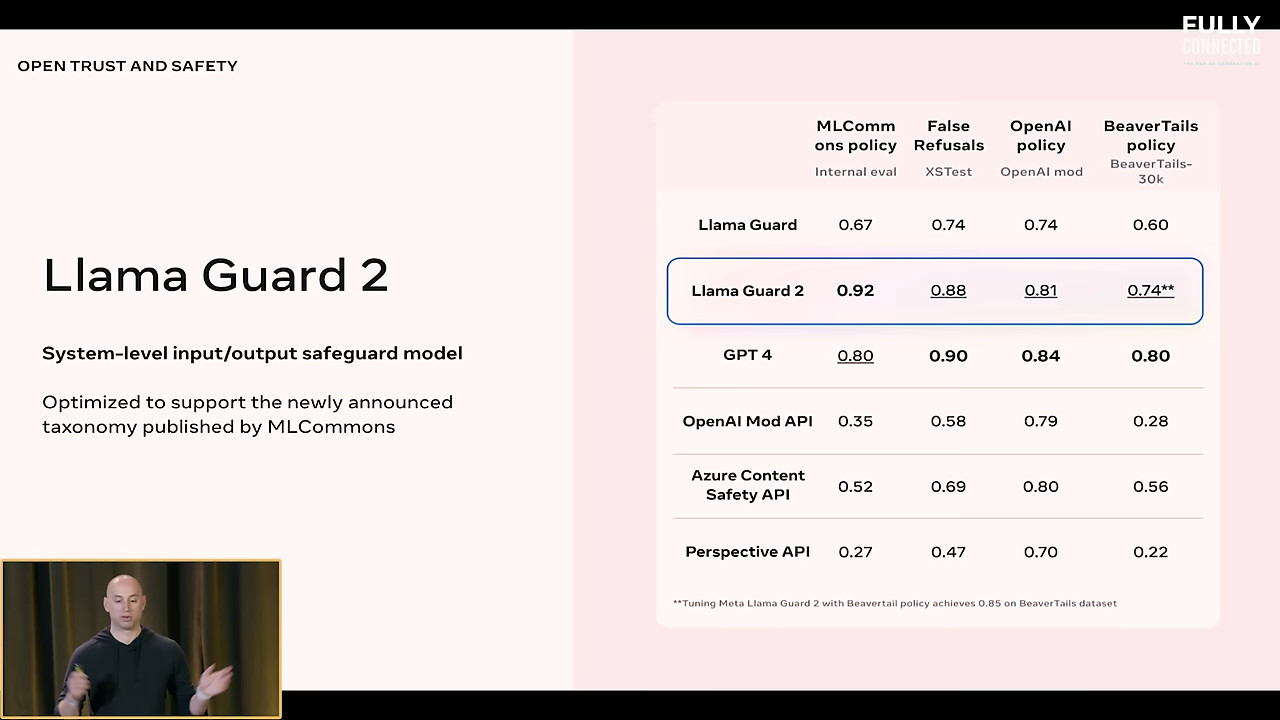 FULLY
CONNECTED
OPEN TRUST AND SAFETY
Llama Guard 2
System-level input/output safeguard model
Optimized to support the newly announced
taxonomy published by MLCommons
MLComm
ons policy
Internal eval
False
Refusals
XSTest
OpenAI
policy
OpenAI mod
BeaverTails
policy
BeaverTails-
30k
Llama Guard 0.67 0.74 0.74 0.60
Llama Guard 2 0.92 0.88 0.81 0.74**
GPT 4 0.80 0.90 0.84 0.80
OpenAI Mod API 0.35 0.58 0.79 0.28
Azure Content
Safety API 0.52 0.69 0.80 0.56
Perspective API 0.27 0.47 0.70 0.22
**Tuning Meta Llama Guard 2 with Beavertail policy achieves 0.85 on BeaverTails dataset